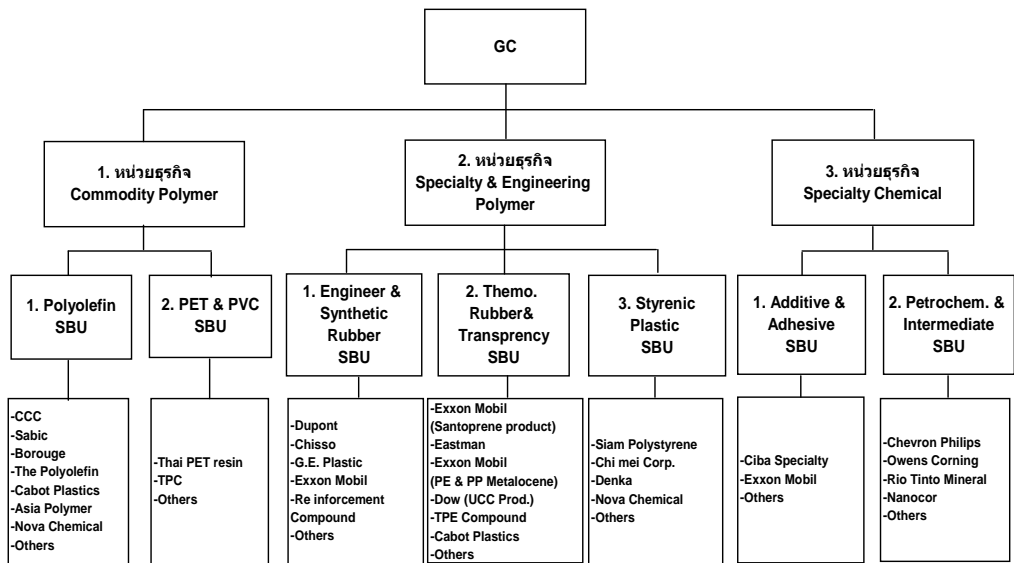 GC
1. หน่วยธุรกิจ
Commodity Polymer
2. หน่วยธุรกิจ
Specialty & Engineering
Polymer
3. หน่วยธุรกิจ
Specialty Chemical
1. Polyolefin
SBU
2. PET & PVC
SBU
1. Engineer &
Synthetic
Rubber
SBU
2. Themo.
Rubber&
Transprency
SBU
3. Styrenic
Plastic
SBU
1. Additive &
Adhesive
SBU
2. Petrochem. &
Intermediate
SBU
-CCC
-Sabic
-Borouge
-The Polyolefin
-Cabot Plastics
-Asia Polymer
-Nova Chemical
-Others
-Thai PET resin
-TPC
-Others
-Dupont
-Chisso
-G.E. Plastic
-Exxon Mobil
-Re inforcement
Compound
-Others
-Exxon Mobil
(Santoprene product)
-Eastman
-Exxon Mobil
(PE & PP Metalocene)
-Dow (UCC Prod.)
-TPE Compound
-Cabot Plastics
-Others
-Siam Polystyrene
-Chi mei Corp.
-Denka
-Nova Chemical
-Others
-Ciba Specialty
-Exxon Mobil
-Others
-Chevron Philips
-Owens Corning
-Rio Tinto Mineral
-Nanocor
-Others